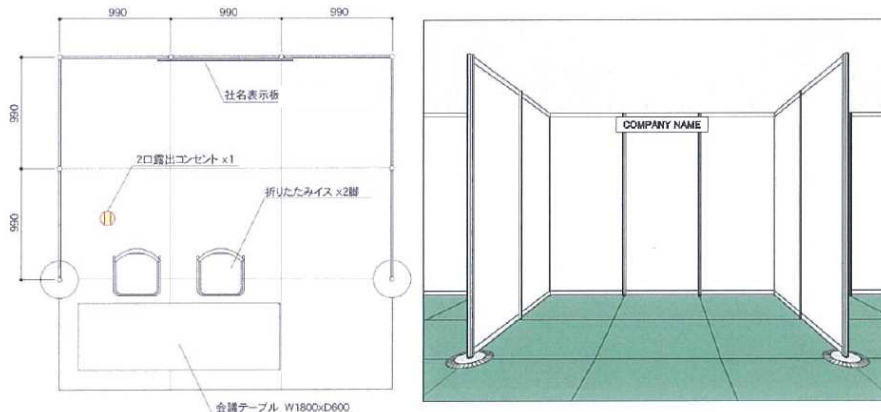 990 990 990
社名表示板
990
2口露出コンセント x1
折りたたみイス x2脚
990
会議テーブル W1800xD600
COMPANY NAME